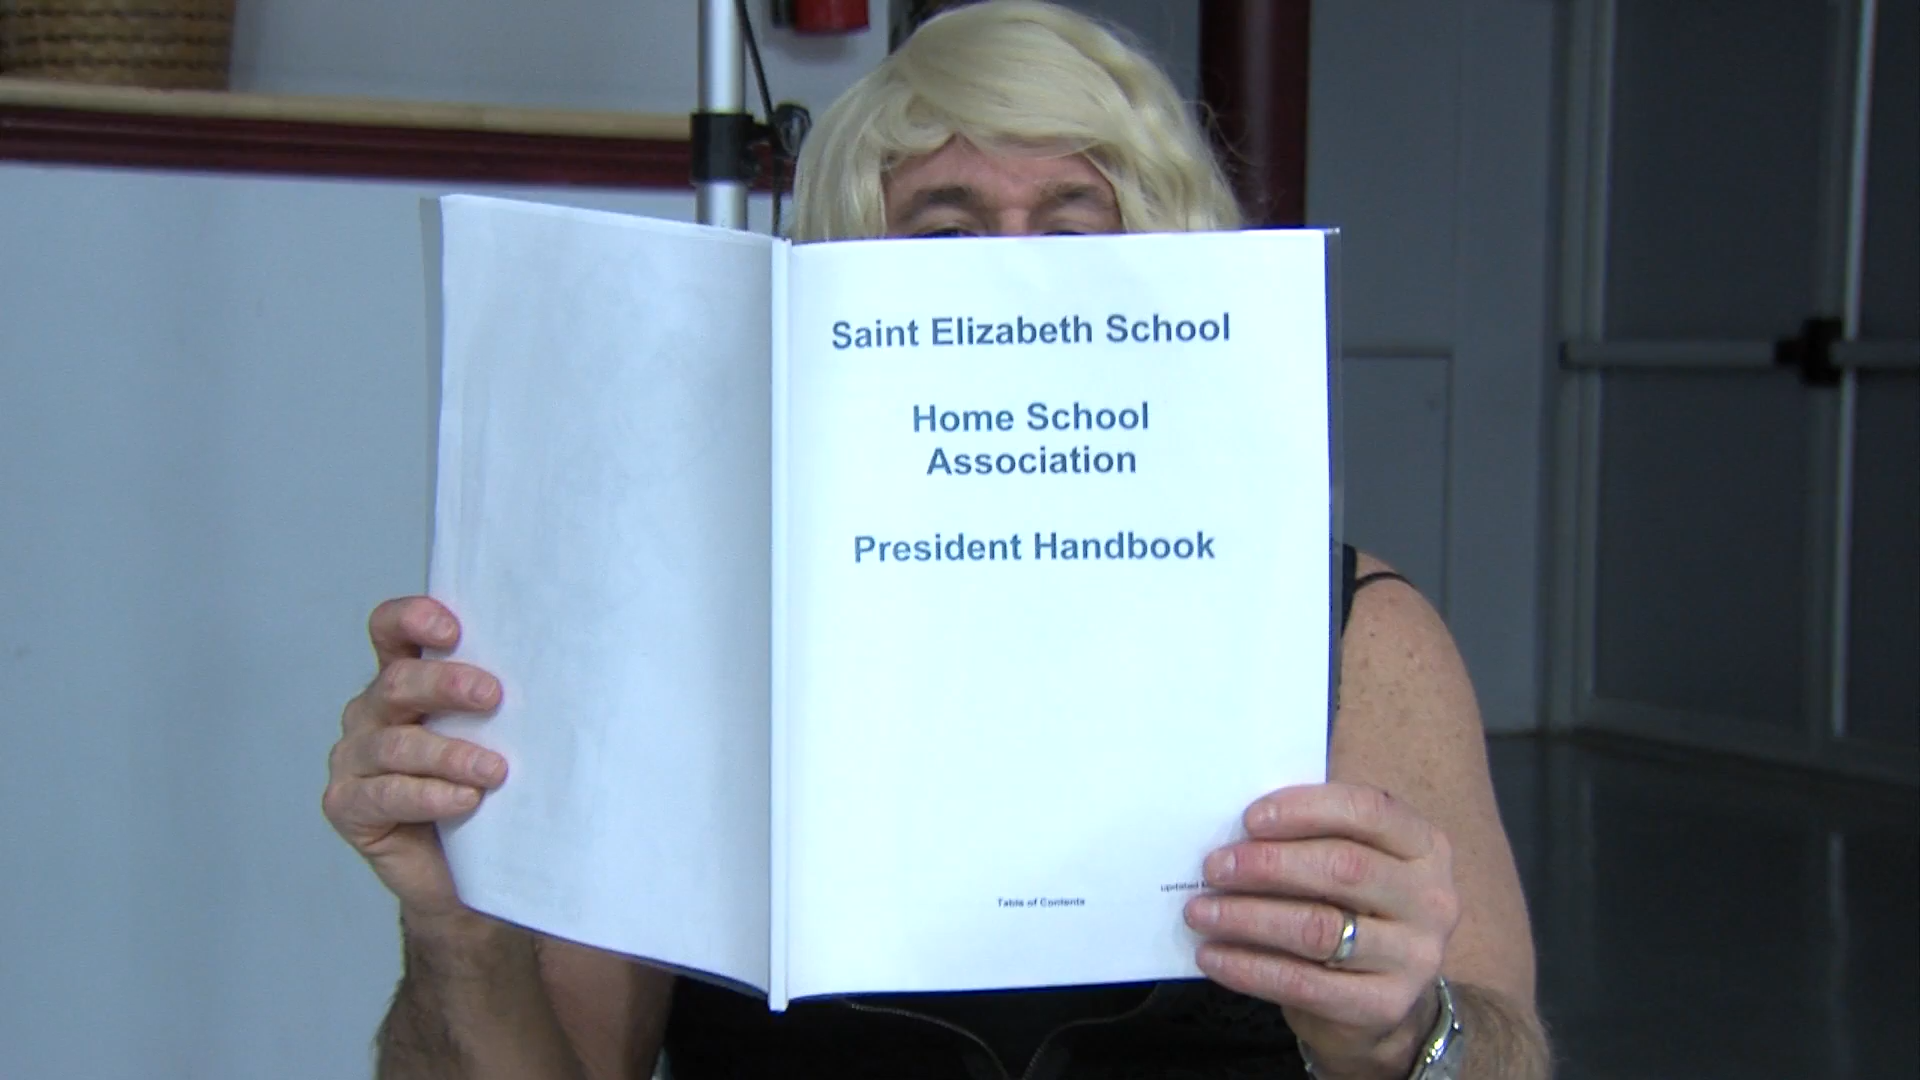 Saint Elizabeth School
Home School
Association
President Handbook
updated
Table of Contents